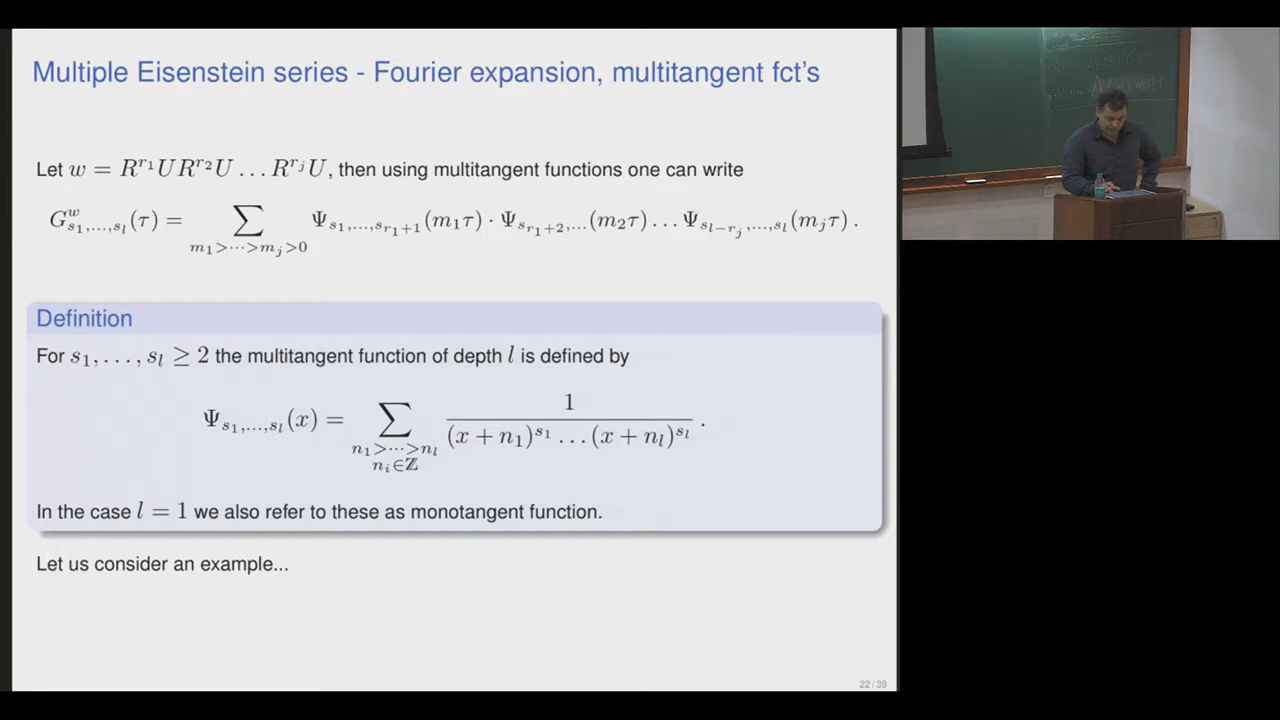 Multiple Eisenstein series - Fourier expansion, multitangent fct's
Let w = R^{r_1}UR^{r_2}U . . . R^{r_j}U, then using multitangent functions one can write
G^w_{s_1,...,s_l}(τ) = ∑_{m_1>···>m_j>0} Ψ_{s_1,...,s_{r_1+1}}(m_1τ) · Ψ_{s_{r_1+2},...}(m_2τ) . . . Ψ_{s_{l−r_j},...,s_l}(m_jτ) .
Definition
For s_1, . . . , s_l ≥ 2 the multitangent function of depth l is defined by
Ψ_{s_1,...,s_l}(x) = ∑_{n_1>···>n_l, n_i∈ℤ} 1 / ((x + n_1)^{s_1} . . . (x + n_l)^{s_l}) .
In the case l = 1 we also refer to these as monotangent function.
Let us consider an example...
22 / 39